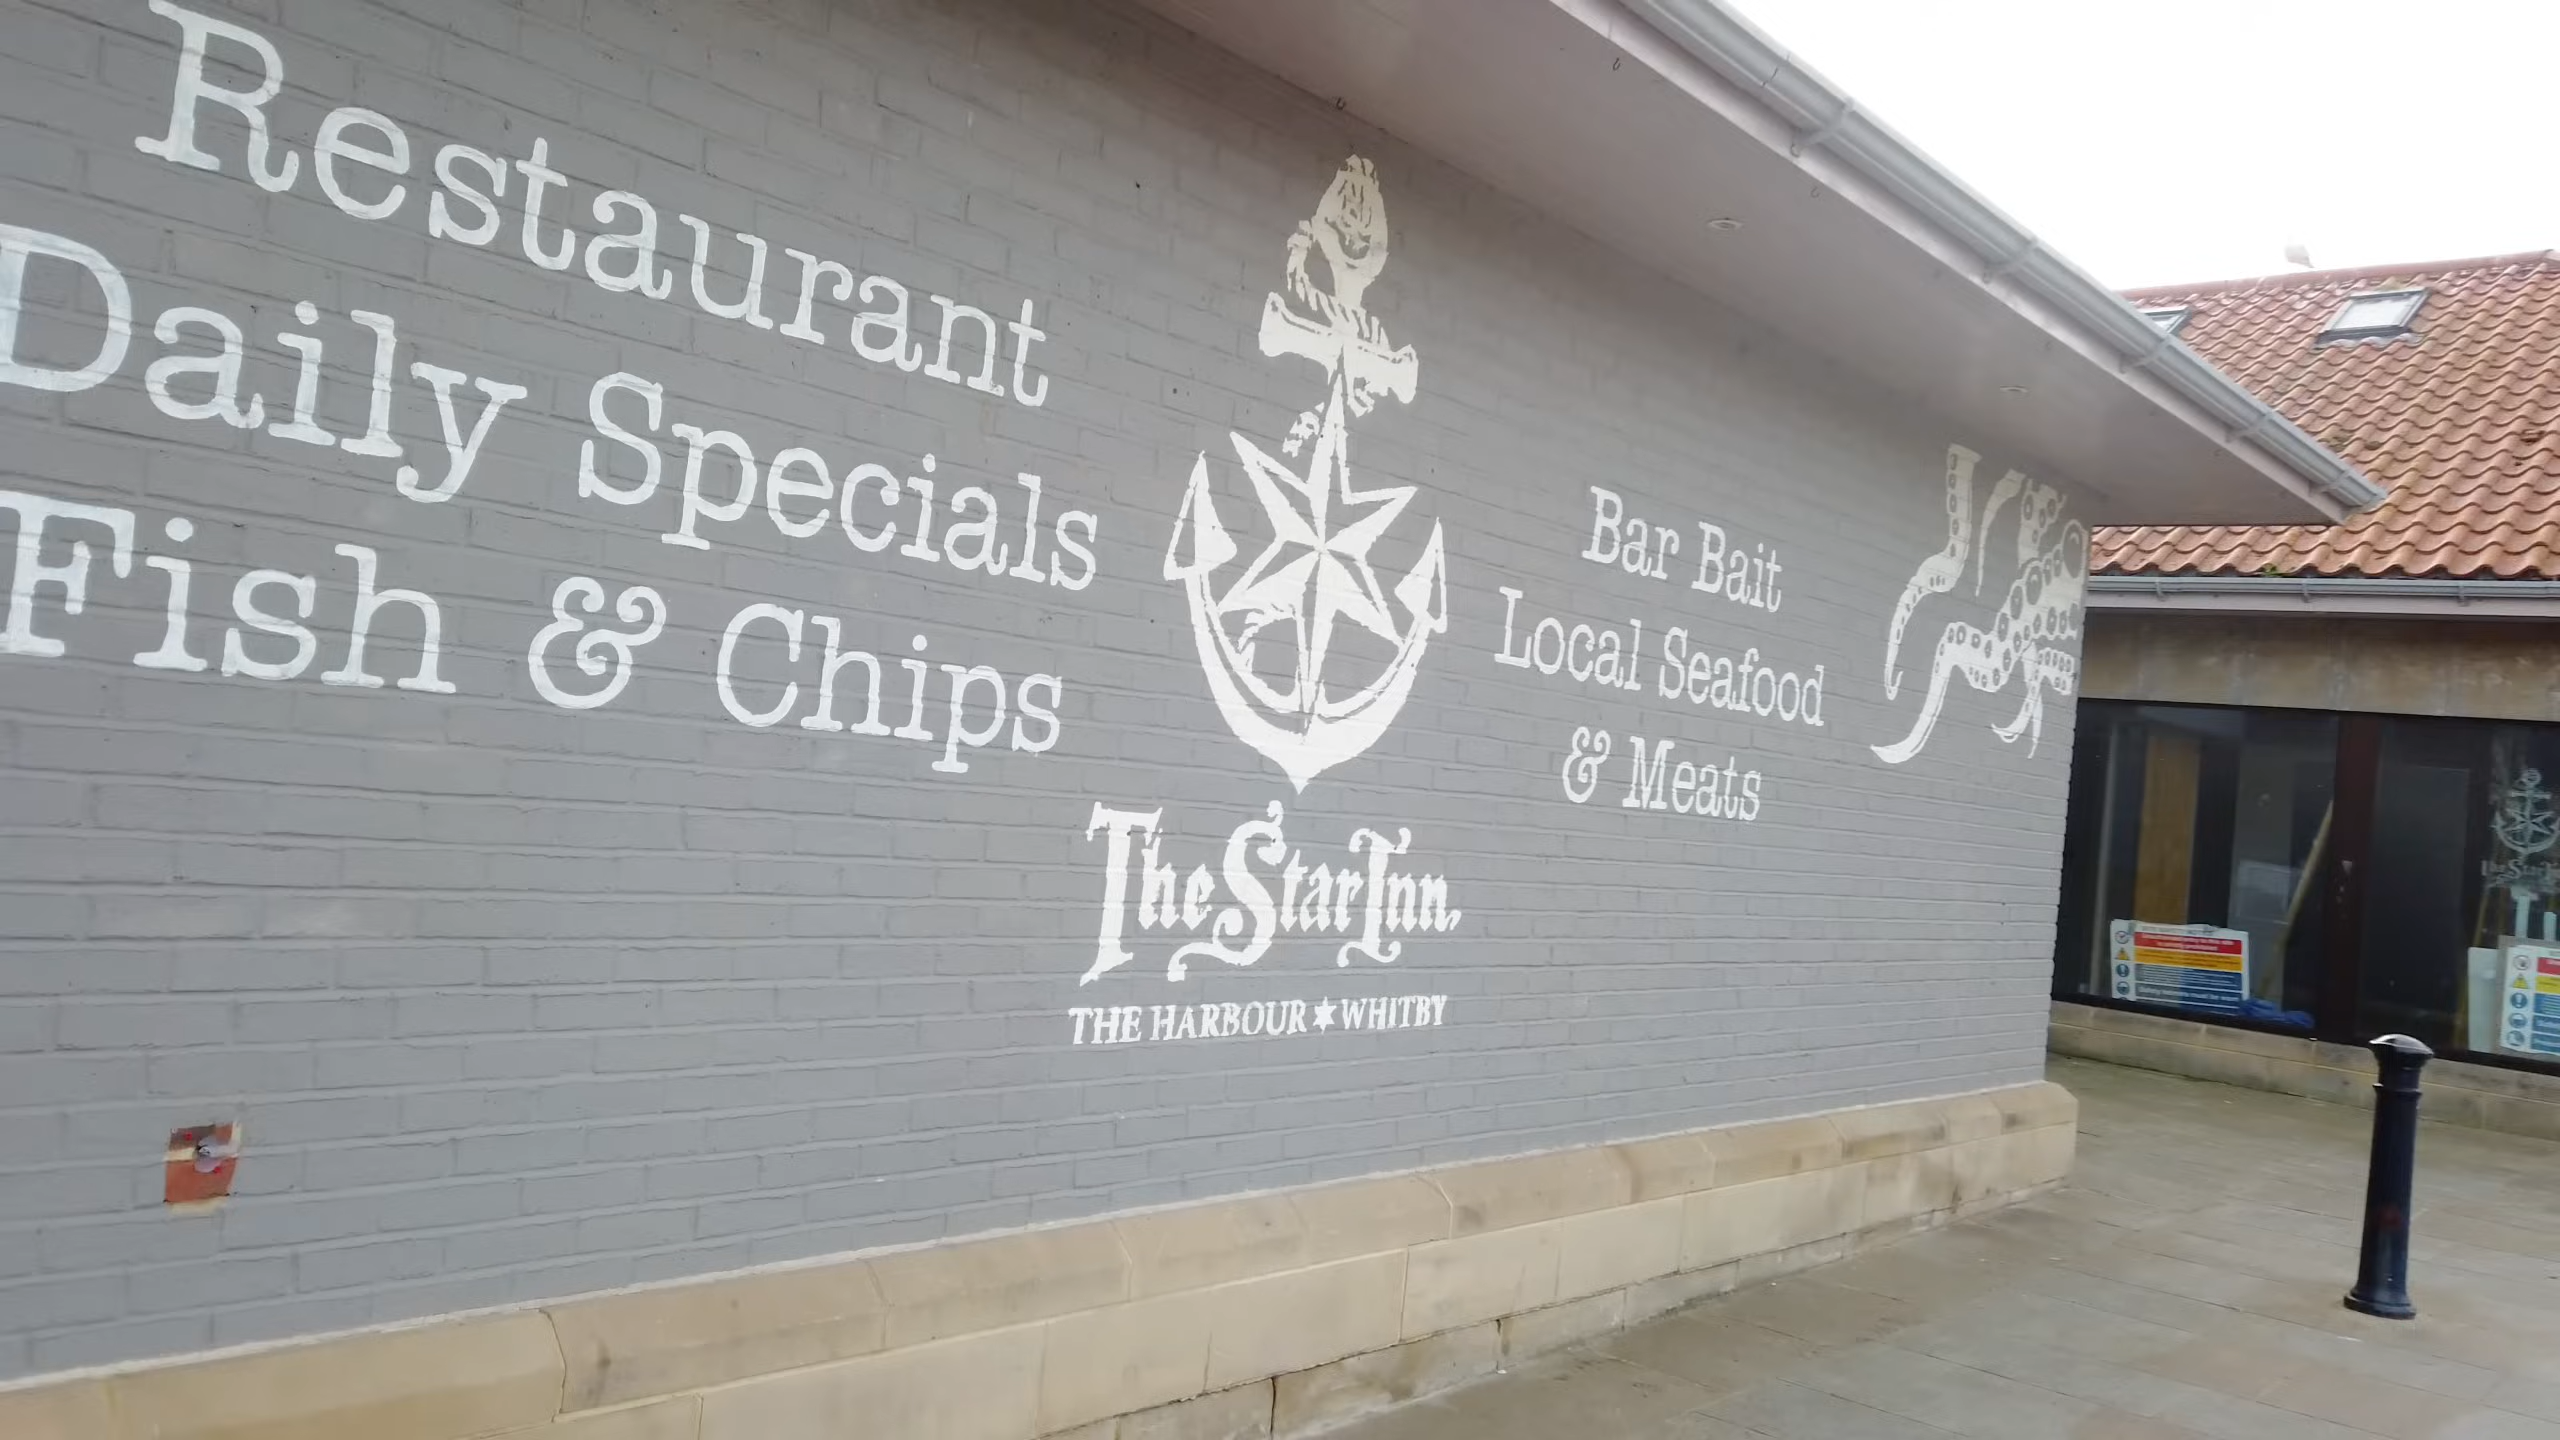 Restaurant
Daily Specials
Fish & Chips
Bar Bait
Local Seafood
& Meats
The Star Inn
THE HARBOUR ★ WHITBY